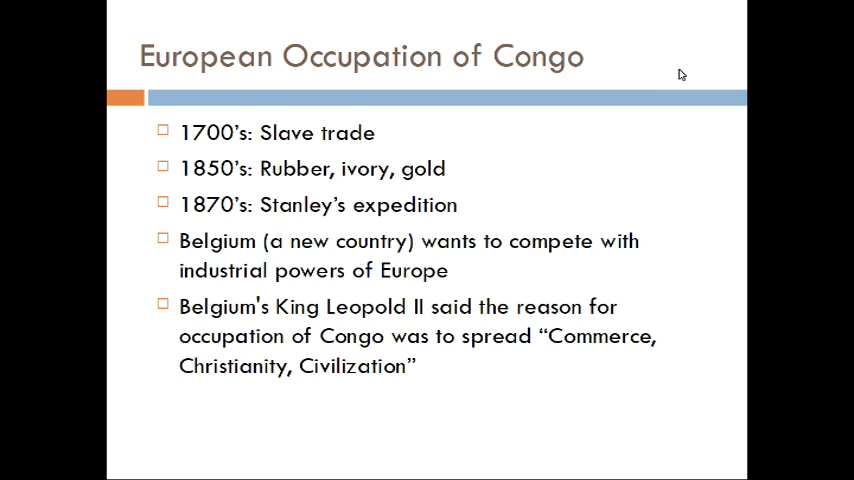 European Occupation of Congo
1700's: Slave trade
1850's: Rubber, ivory, gold
1870's: Stanley's expedition
Belgium (a new country) wants to compete with
industrial powers of Europe
Belgium's King Leopold II said the reason for
occupation of Congo was to spread “Commerce,
Christianity, Civilization”